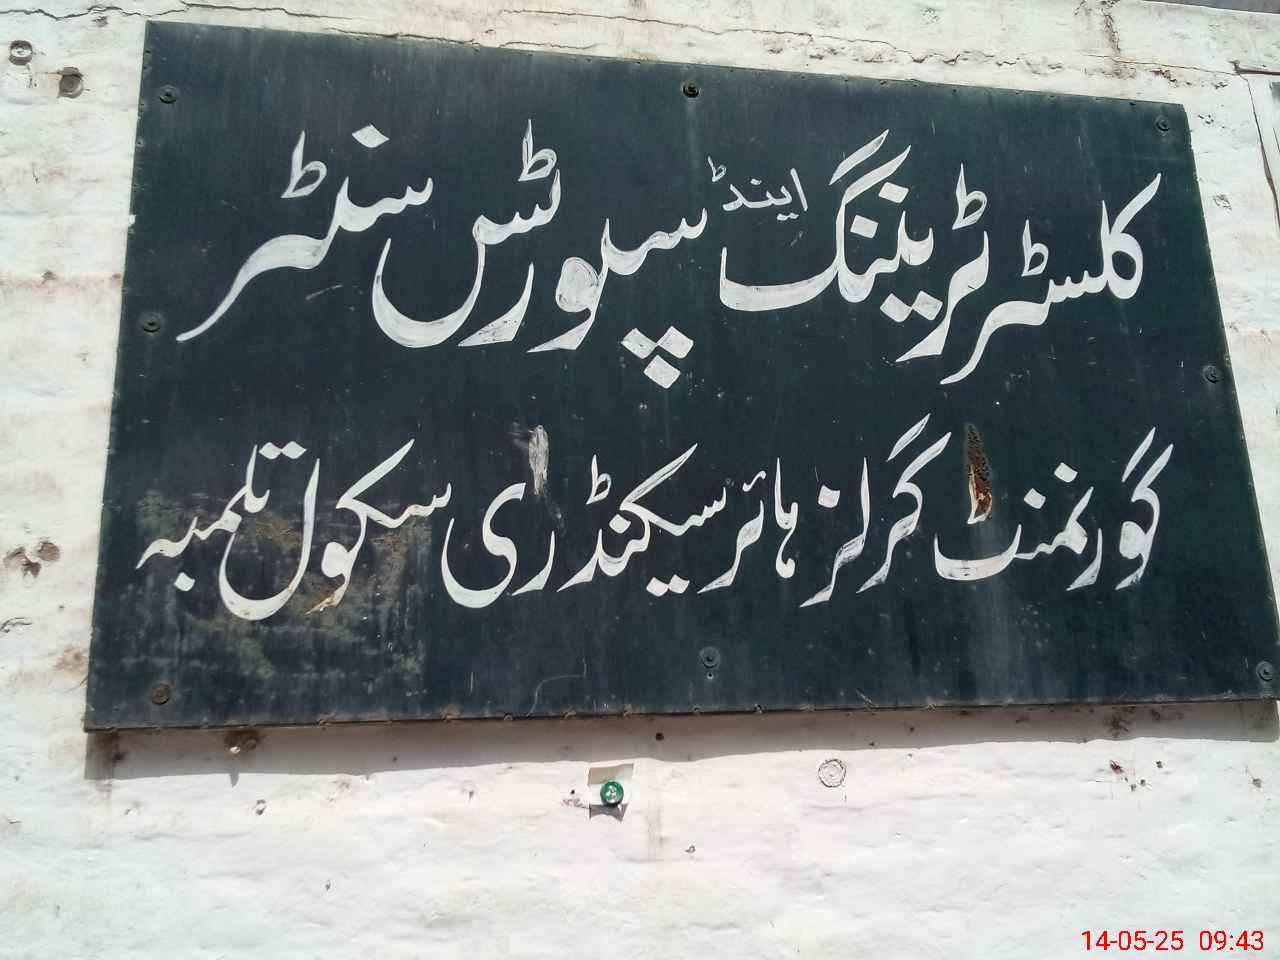 کلسٹر ٹریننگ اینڈ سپورٹس سنٹر
گورنمنٹ گرلز ہائر سیکنڈری سکول تلمبہ
14-05-25 09:43